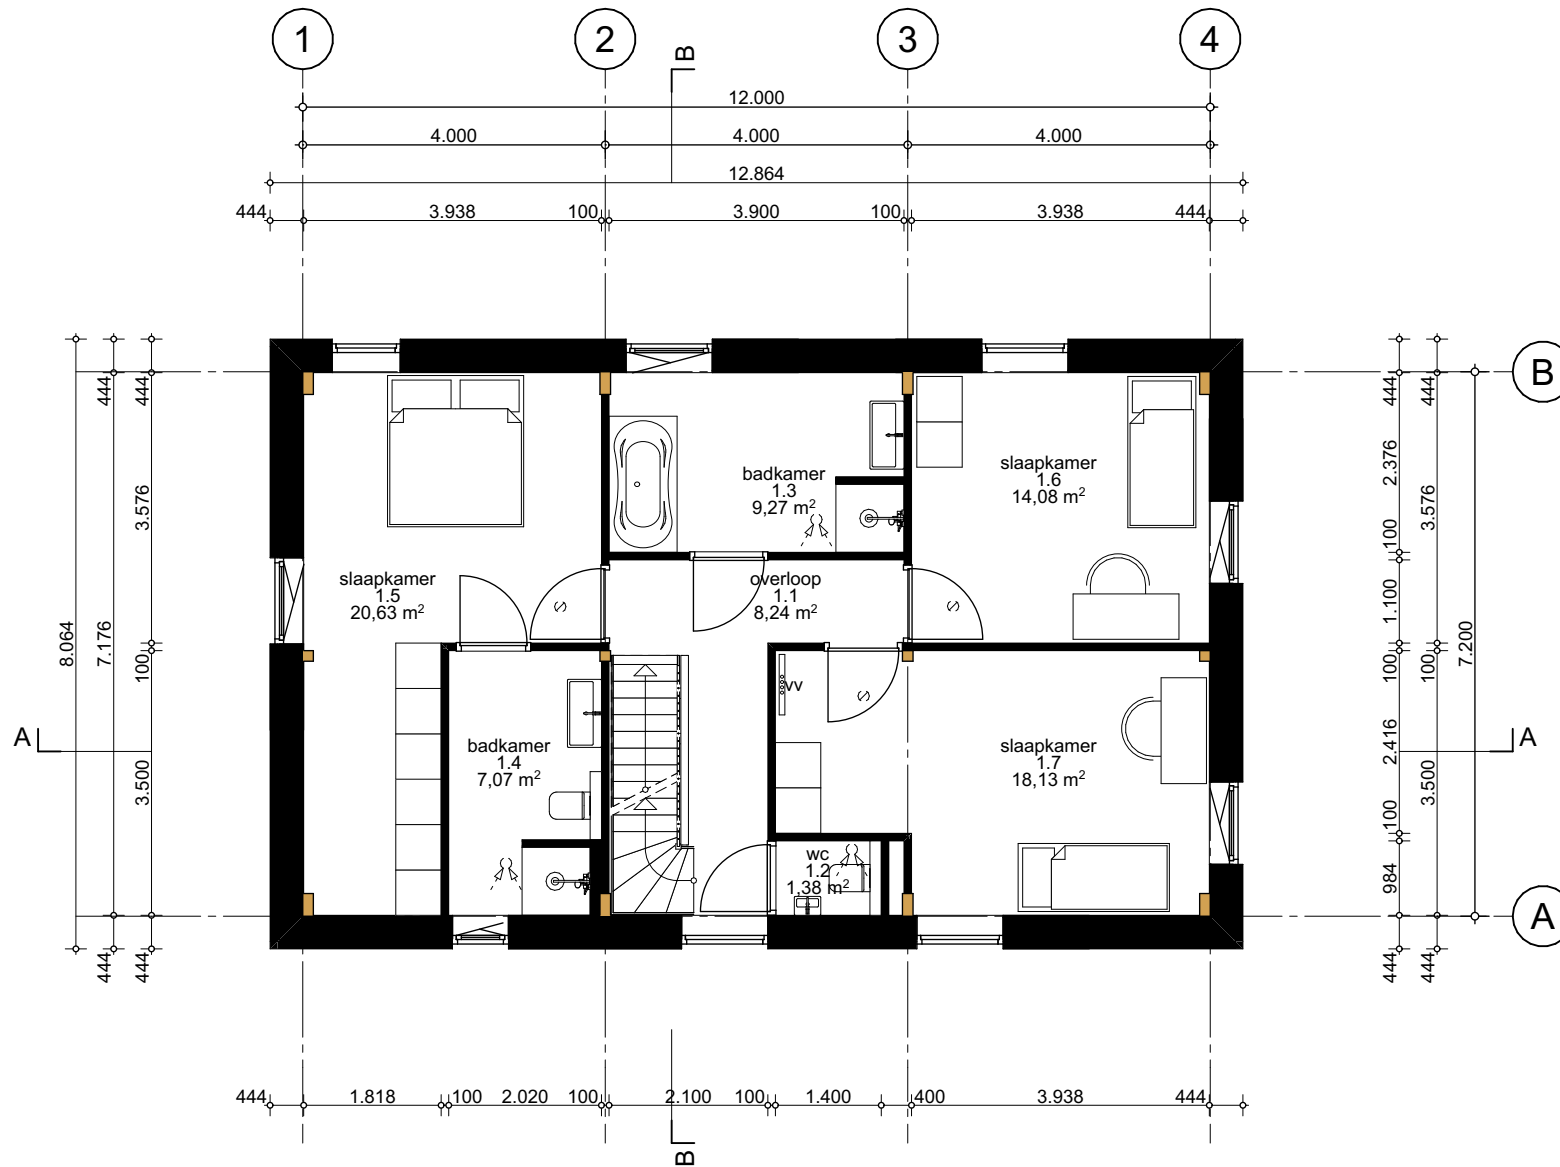 1 2 3 4
B
12.000
4.000 4.000 4.000
12.864
444 3.938 100 3.900 100 3.938 444
B
A
8.064
7.176
444
444
444
3.576
100
3.500
444
444
444
2.376
100
1.100
100
2.416
100
984
444
444
3.576
100
3.500
444
7.200
A
A
slaapkamer
1.5
20,63 m²
badkamer
1.3
9,27 m²
slaapkamer
1.6
14,08 m²
overloop
1.1
8,24 m²
vv
badkamer
1.4
7,07 m²
slaapkamer
1.7
18,13 m²
wc
1.2
1,38 m²
444 1.818 100 2.020 100 2.100 100 1.400 400 3.938 444
B